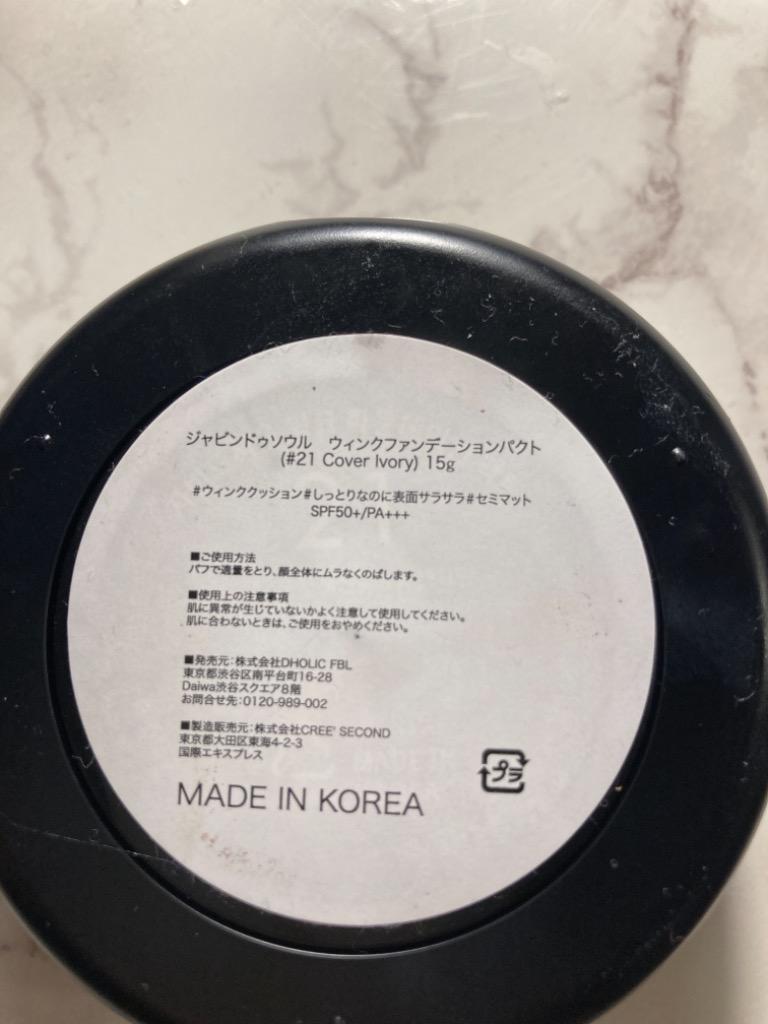 ジャビンドゥソウル　ウィンクファンデーションパクト
(#21 Cover Ivory) 15g
#ウィンククッション#しっとりなのに表面サラサラ#セミマット
SPF50+/PA+++
■ご使用方法
パフで適量をとり、顔全体にムラなくのばします。
■使用上の注意事項
肌に異常が生じていないかよく注意して使用してください。
肌に合わないときは、ご使用をおやめください。
■発売元：株式会社DHOLIC FBL
東京都渋谷区南平台町16-28
Daiwa渋谷スクエア8階
お問合せ先：0120-989-002
■製造販売元：株式会社CREE' SECOND
東京都大田区東海4-2-3
国際エキスプレス
プラ
MADE IN KOREA